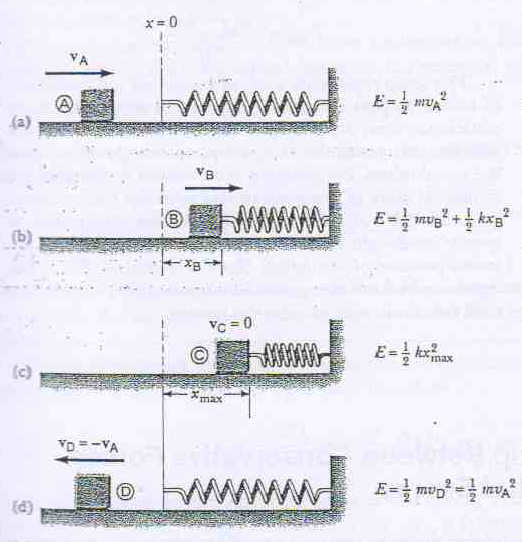 x = 0
v_A
Ⓐ
E = ½ mv_A²
(a)
v_B
Ⓑ
E = ½ mv_B² + ½ kx_B²
(b)
x_B
v_C = 0
Ⓒ
E = ½ kx²_max
(c)
x_max
v_D = −v_A
Ⓓ
E = ½ mv_D² = ½ mv_A²
(d)